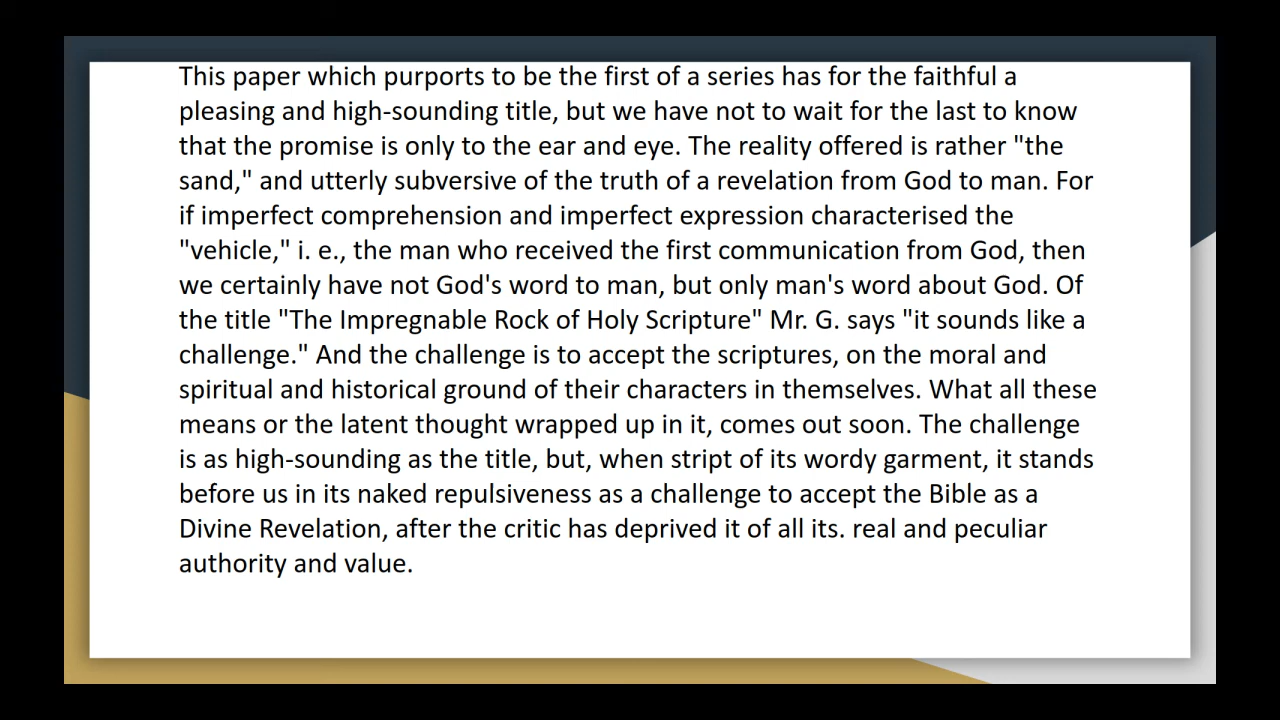 This paper which purports to be the first of a series has for the faithful a
pleasing and high-sounding title, but we have not to wait for the last to know
that the promise is only to the ear and eye. The reality offered is rather "the
sand," and utterly subversive of the truth of a revelation from God to man. For
if imperfect comprehension and imperfect expression characterised the
"vehicle," i. e., the man who received the first communication from God, then
we certainly have not God's word to man, but only man's word about God. Of
the title "The Impregnable Rock of Holy Scripture" Mr. G. says "it sounds like a
challenge." And the challenge is to accept the scriptures, on the moral and
spiritual and historical ground of their characters in themselves. What all these
means or the latent thought wrapped up in it, comes out soon. The challenge
is as high-sounding as the title, but, when stript of its wordy garment, it stands
before us in its naked repulsiveness as a challenge to accept the Bible as a
Divine Revelation, after the critic has deprived it of all its. real and peculiar
authority and value.